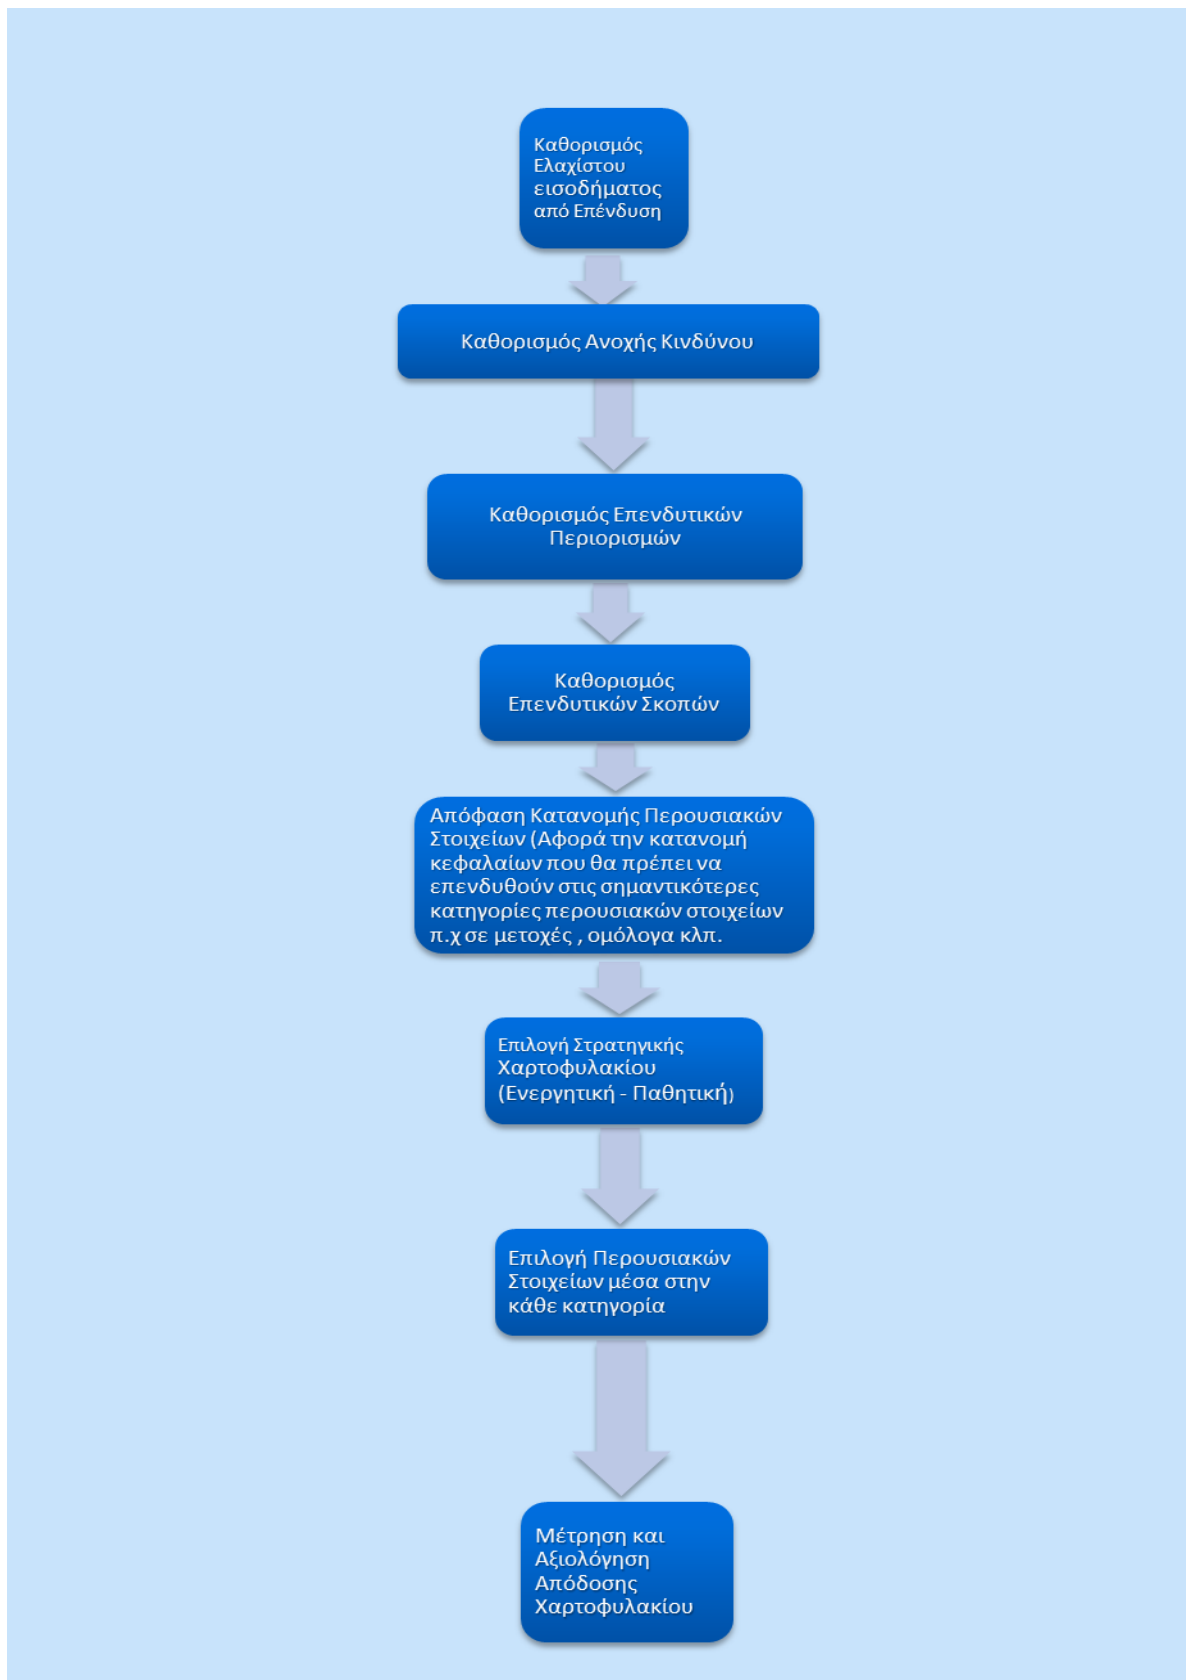 Καθορισμός
Ελαχίστου
εισοδήματος
από Επένδυση
Καθορισμός Ανοχής Κινδύνου
Καθορισμός Επενδυτικών
Περιορισμών
Καθορισμός
Επενδυτικών Σκοπών
Απόφαση Κατανομής Περουσιακών
Στοιχείων (Αφορά την κατανομή
κεφαλαίων που θα πρέπει να
επενδυθούν στις σημαντικότερες
κατηγορίες περουσιακών στοιχείων
π.χ σε μετοχές , ομόλογα κλπ.
Επιλογή Στρατηγικής
Χαρτοφυλακίου
(Ενεργητική - Παθητική)
Επιλογή Περουσιακών
Στοιχείων μέσα στην
κάθε κατηγορία
Μέτρηση και
Αξιολόγηση
Απόδοσης
Χαρτοφυλακίου